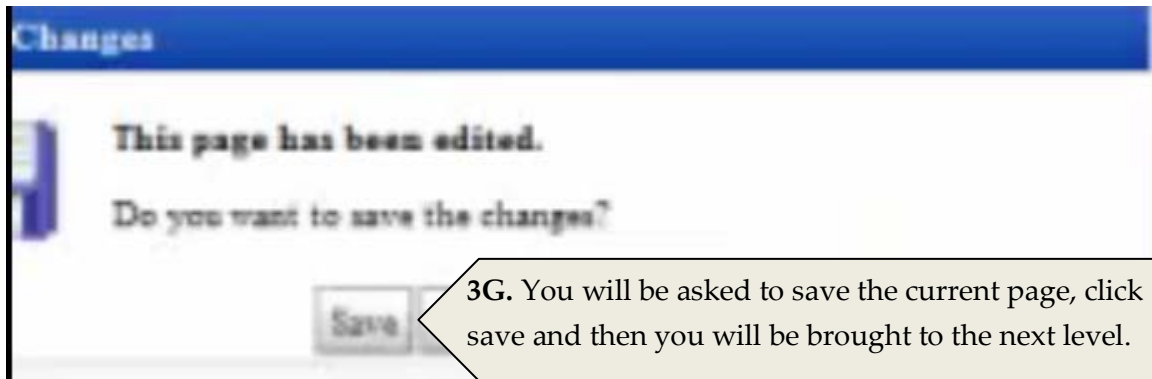 Changes
This page has been edited.
Do you want to save the changes?
Save
3G. You will be asked to save the current page, click
save and then you will be brought to the next level.